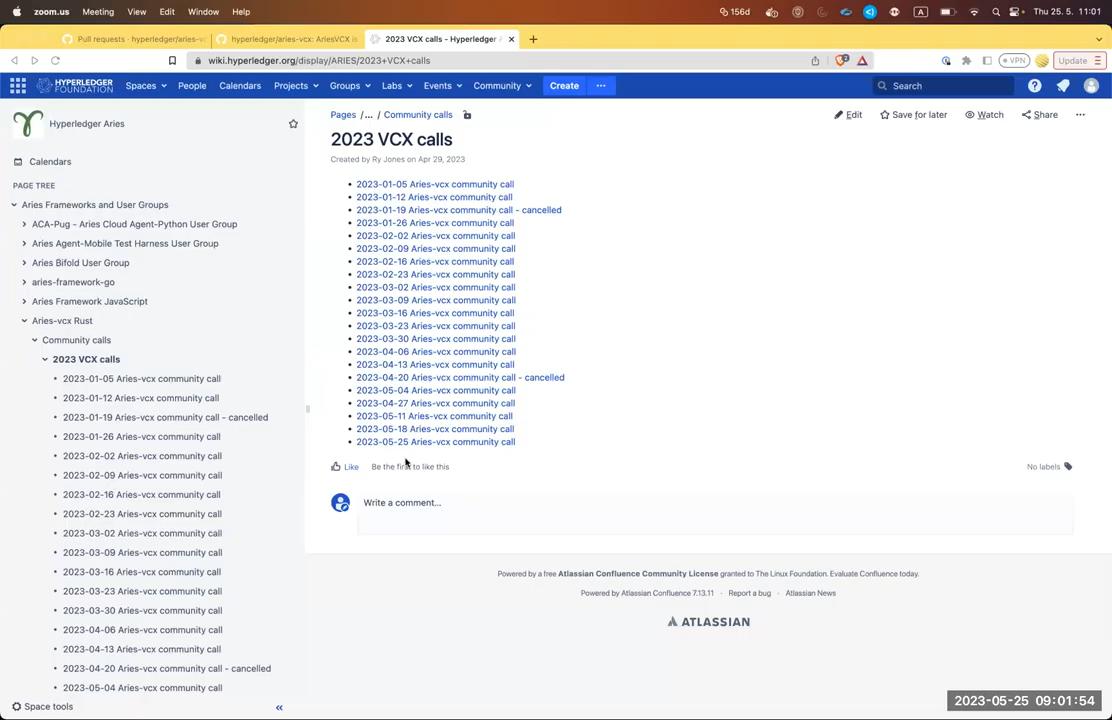 zoom.us Meeting View Edit Window Help 156d A Thu 25. 5. 11:01
Pull requests · hyperledger/aries-vc hyperledger/aries-vcx: AriesVCX is 2023 VCX calls - Hyperledger
wiki.hyperledger.org/display/ARIES/2023+VCX+calls VPN Update
HYPERLEDGER FOUNDATION Spaces People Calendars Projects Groups Labs Events Community Create Search
Hyperledger Aries
Calendars
PAGE TREE
Aries Frameworks and User Groups
ACA-Pug - Aries Cloud Agent-Python User Group
Aries Agent-Mobile Test Harness User Group
Aries Bifold User Group
aries-framework-go
Aries Framework JavaScript
Aries-vcx Rust
Community calls
2023 VCX calls
2023-01-05 Aries-vcx community call
2023-01-12 Aries-vcx community call
2023-01-19 Aries-vcx community call - cancelled
2023-01-26 Aries-vcx community call
2023-02-02 Aries-vcx community call
2023-02-09 Aries-vcx community call
2023-02-16 Aries-vcx community call
2023-02-23 Aries-vcx community call
2023-03-02 Aries-vcx community call
2023-03-09 Aries-vcx community call
2023-03-16 Aries-vcx community call
2023-03-23 Aries-vcx community call
2023-03-30 Aries-vcx community call
2023-04-06 Aries-vcx community call
2023-04-13 Aries-vcx community call
2023-04-20 Aries-vcx community call - cancelled
2023-05-04 Aries-vcx community call
Space tools
Pages /... / Community calls
Edit Save for later Watch Share
2023 VCX calls
Created by Ry Jones on Apr 29, 2023
2023-01-05 Aries-vcx community call
2023-01-12 Aries-vcx community call
2023-01-19 Aries-vcx community call - cancelled
2023-01-26 Aries-vcx community call
2023-02-02 Aries-vcx community call
2023-02-09 Aries-vcx community call
2023-02-16 Aries-vcx community call
2023-02-23 Aries-vcx community call
2023-03-02 Aries-vcx community call
2023-03-09 Aries-vcx community call
2023-03-16 Aries-vcx community call
2023-03-23 Aries-vcx community call
2023-03-30 Aries-vcx community call
2023-04-06 Aries-vcx community call
2023-04-13 Aries-vcx community call
2023-04-20 Aries-vcx community call - cancelled
2023-05-04 Aries-vcx community call
2023-04-27 Aries-vcx community call
2023-05-11 Aries-vcx community call
2023-05-18 Aries-vcx community call
2023-05-25 Aries-vcx community call
Like Be the first to like this No labels
Write a comment...
Powered by a free Atlassian Confluence Community License granted to The Linux Foundation. Evaluate Confluence today.
Powered by Atlassian Confluence 7.13.11 · Report a bug · Atlassian News
ATLASSIAN
2023-05-25 09:01:54